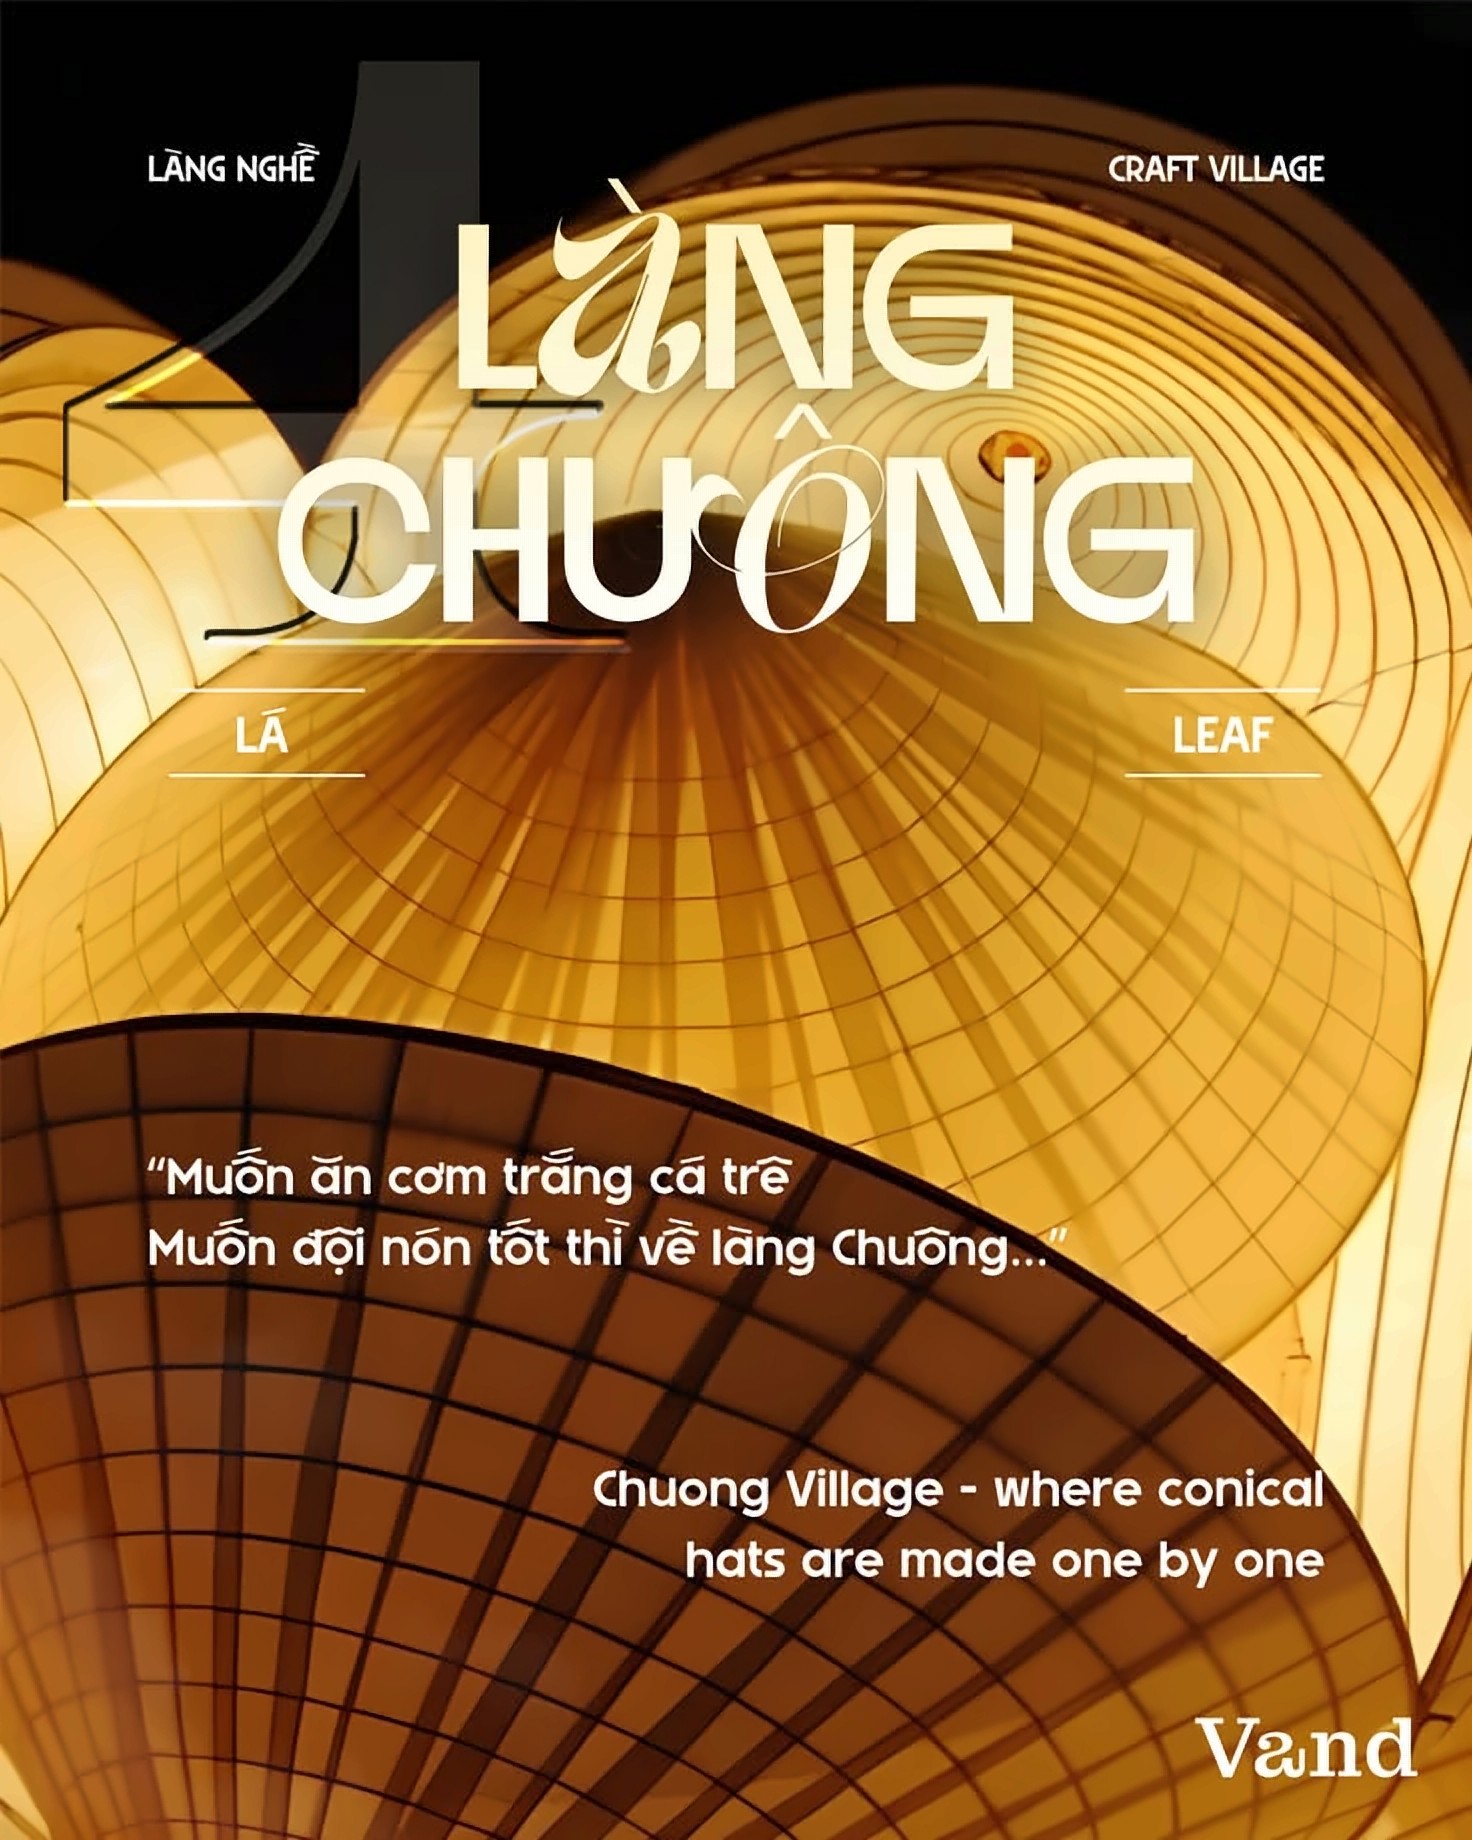 LÀNG NGHỀ
CRAFT VILLAGE
1
LÀNG
CHUÔNG
LÁ
LEAF
“Muốn ăn cơm trắng cá trê
Muốn đội nón tốt thì về làng Chuông...”
Chuong Village - where conical
hats are made one by one
Vand